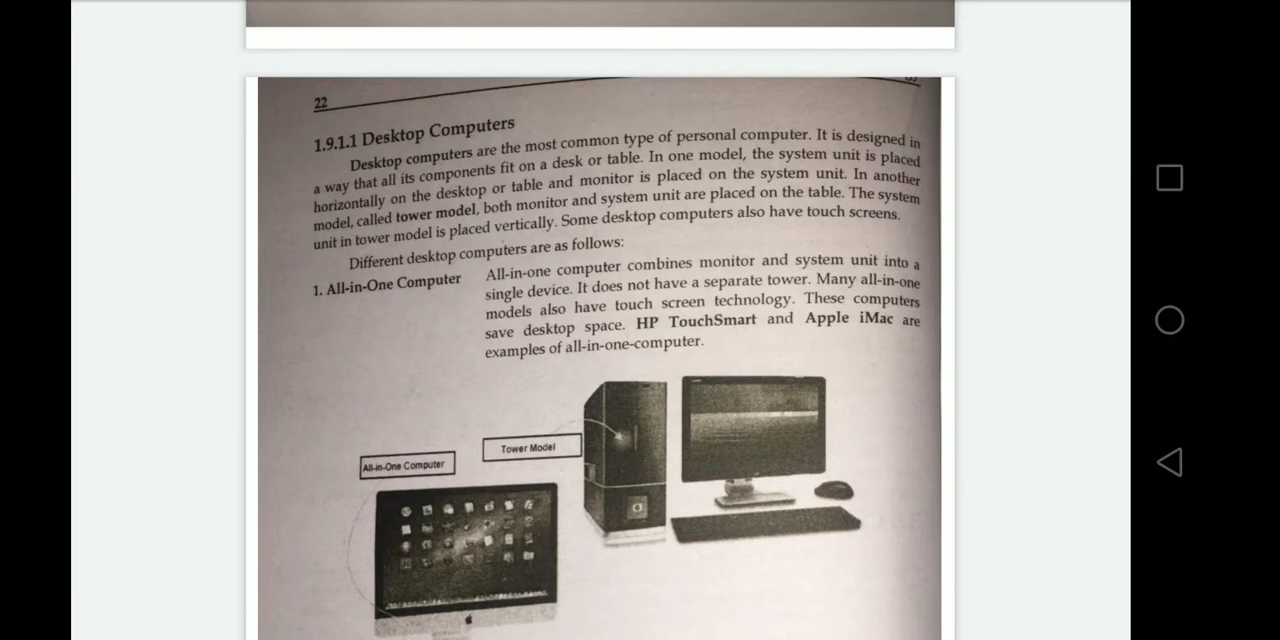 22
1.9.1.1 Desktop Computers
Desktop computers are the most common type of personal computer. It is designed in
a way that all its components fit on a desk or table. In one model, the system unit is placed
horizontally on the desktop or table and monitor is placed on the system unit. In another
model, called tower model, both monitor and system unit are placed on the table. The system
unit in tower model is placed vertically. Some desktop computers also have touch screens.
Different desktop computers are as follows:
1. All-in-One Computer
All-in-one computer combines monitor and system unit into a
single device. It does not have a separate tower. Many all-in-one
models also have touch screen technology. These computers
save desktop space. HP TouchSmart and Apple iMac are
examples of all-in-one-computer.
Tower Model
All-in-One Computer